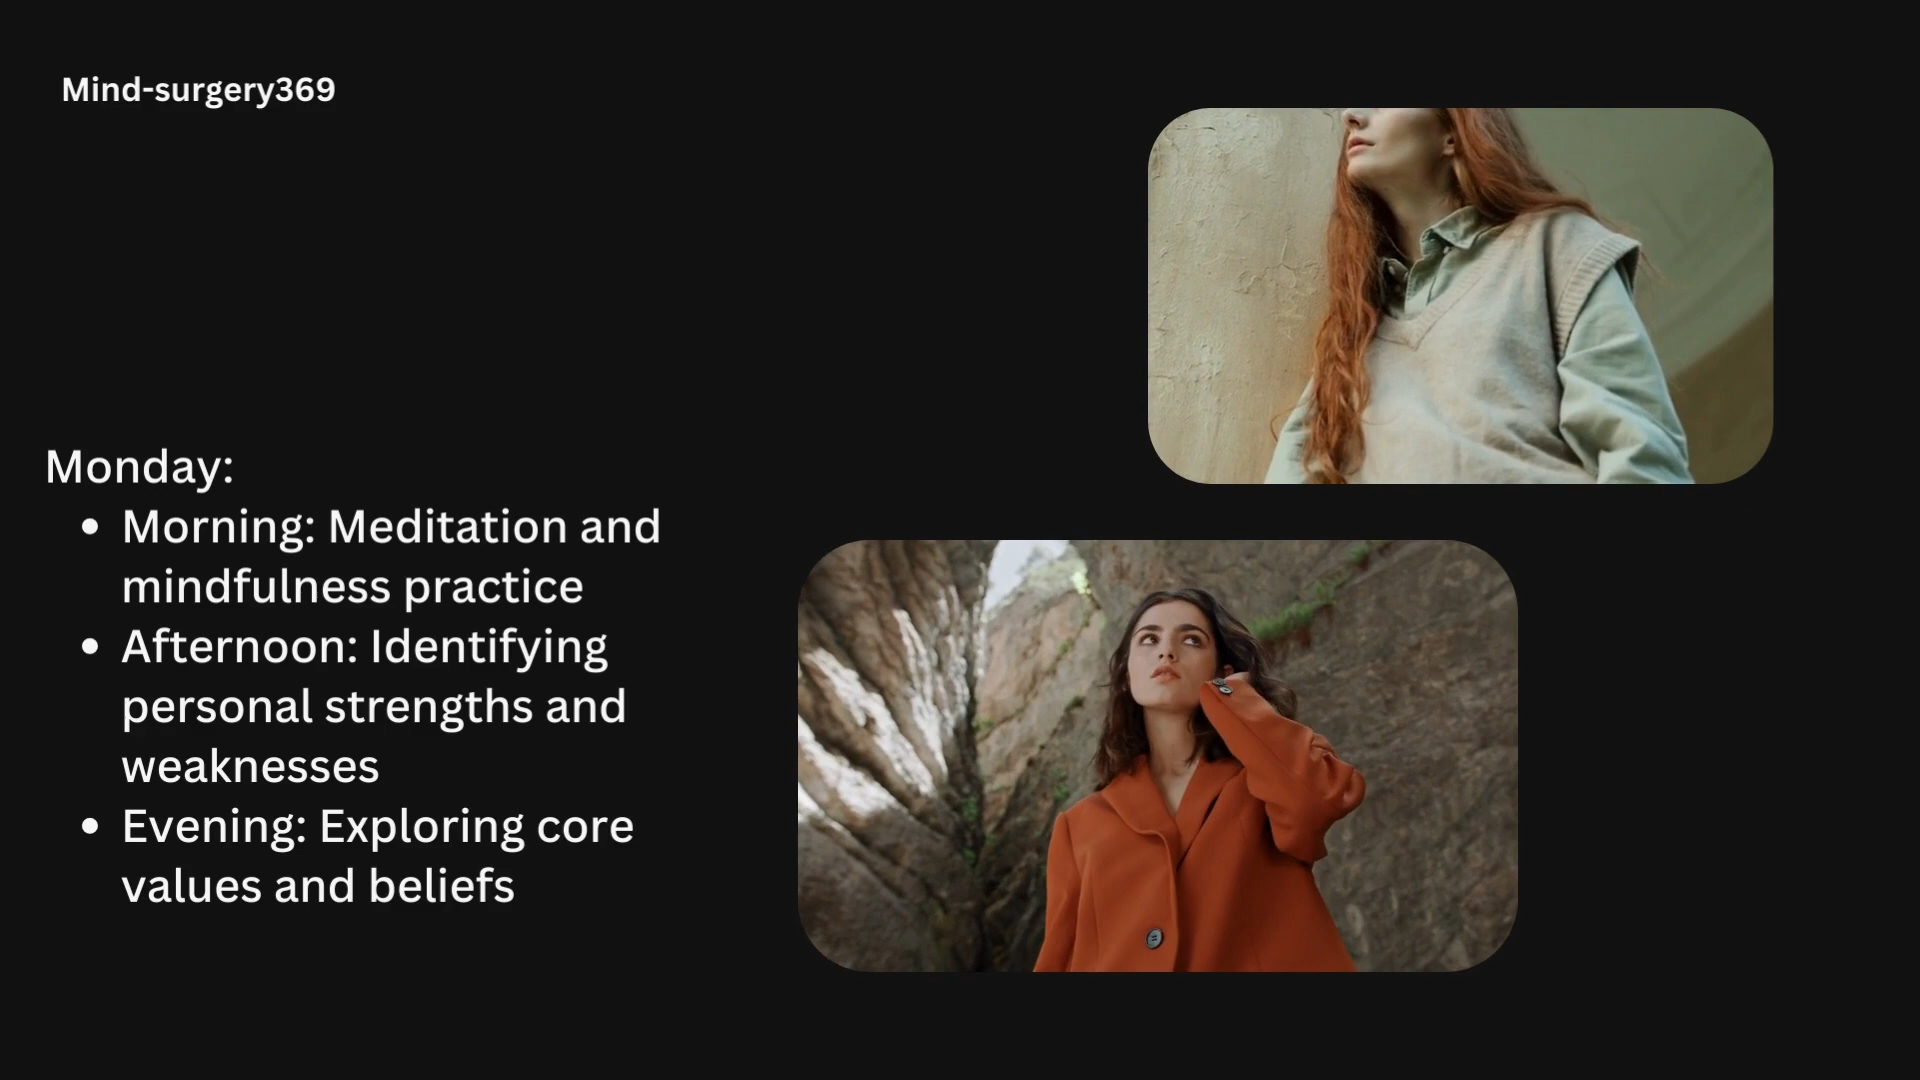 Mind-surgery369
Monday:
• Morning: Meditation and
mindfulness practice
• Afternoon: Identifying
personal strengths and
weaknesses
• Evening: Exploring core
values and beliefs